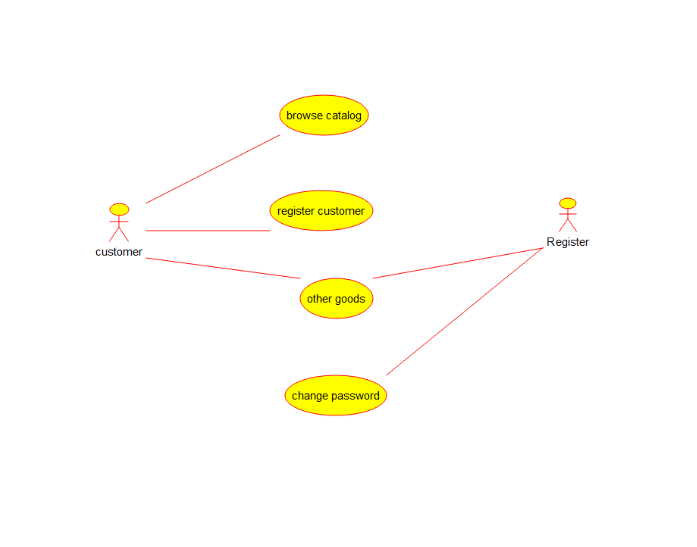 browse catalog
register customer
customer
Register
other goods
change password